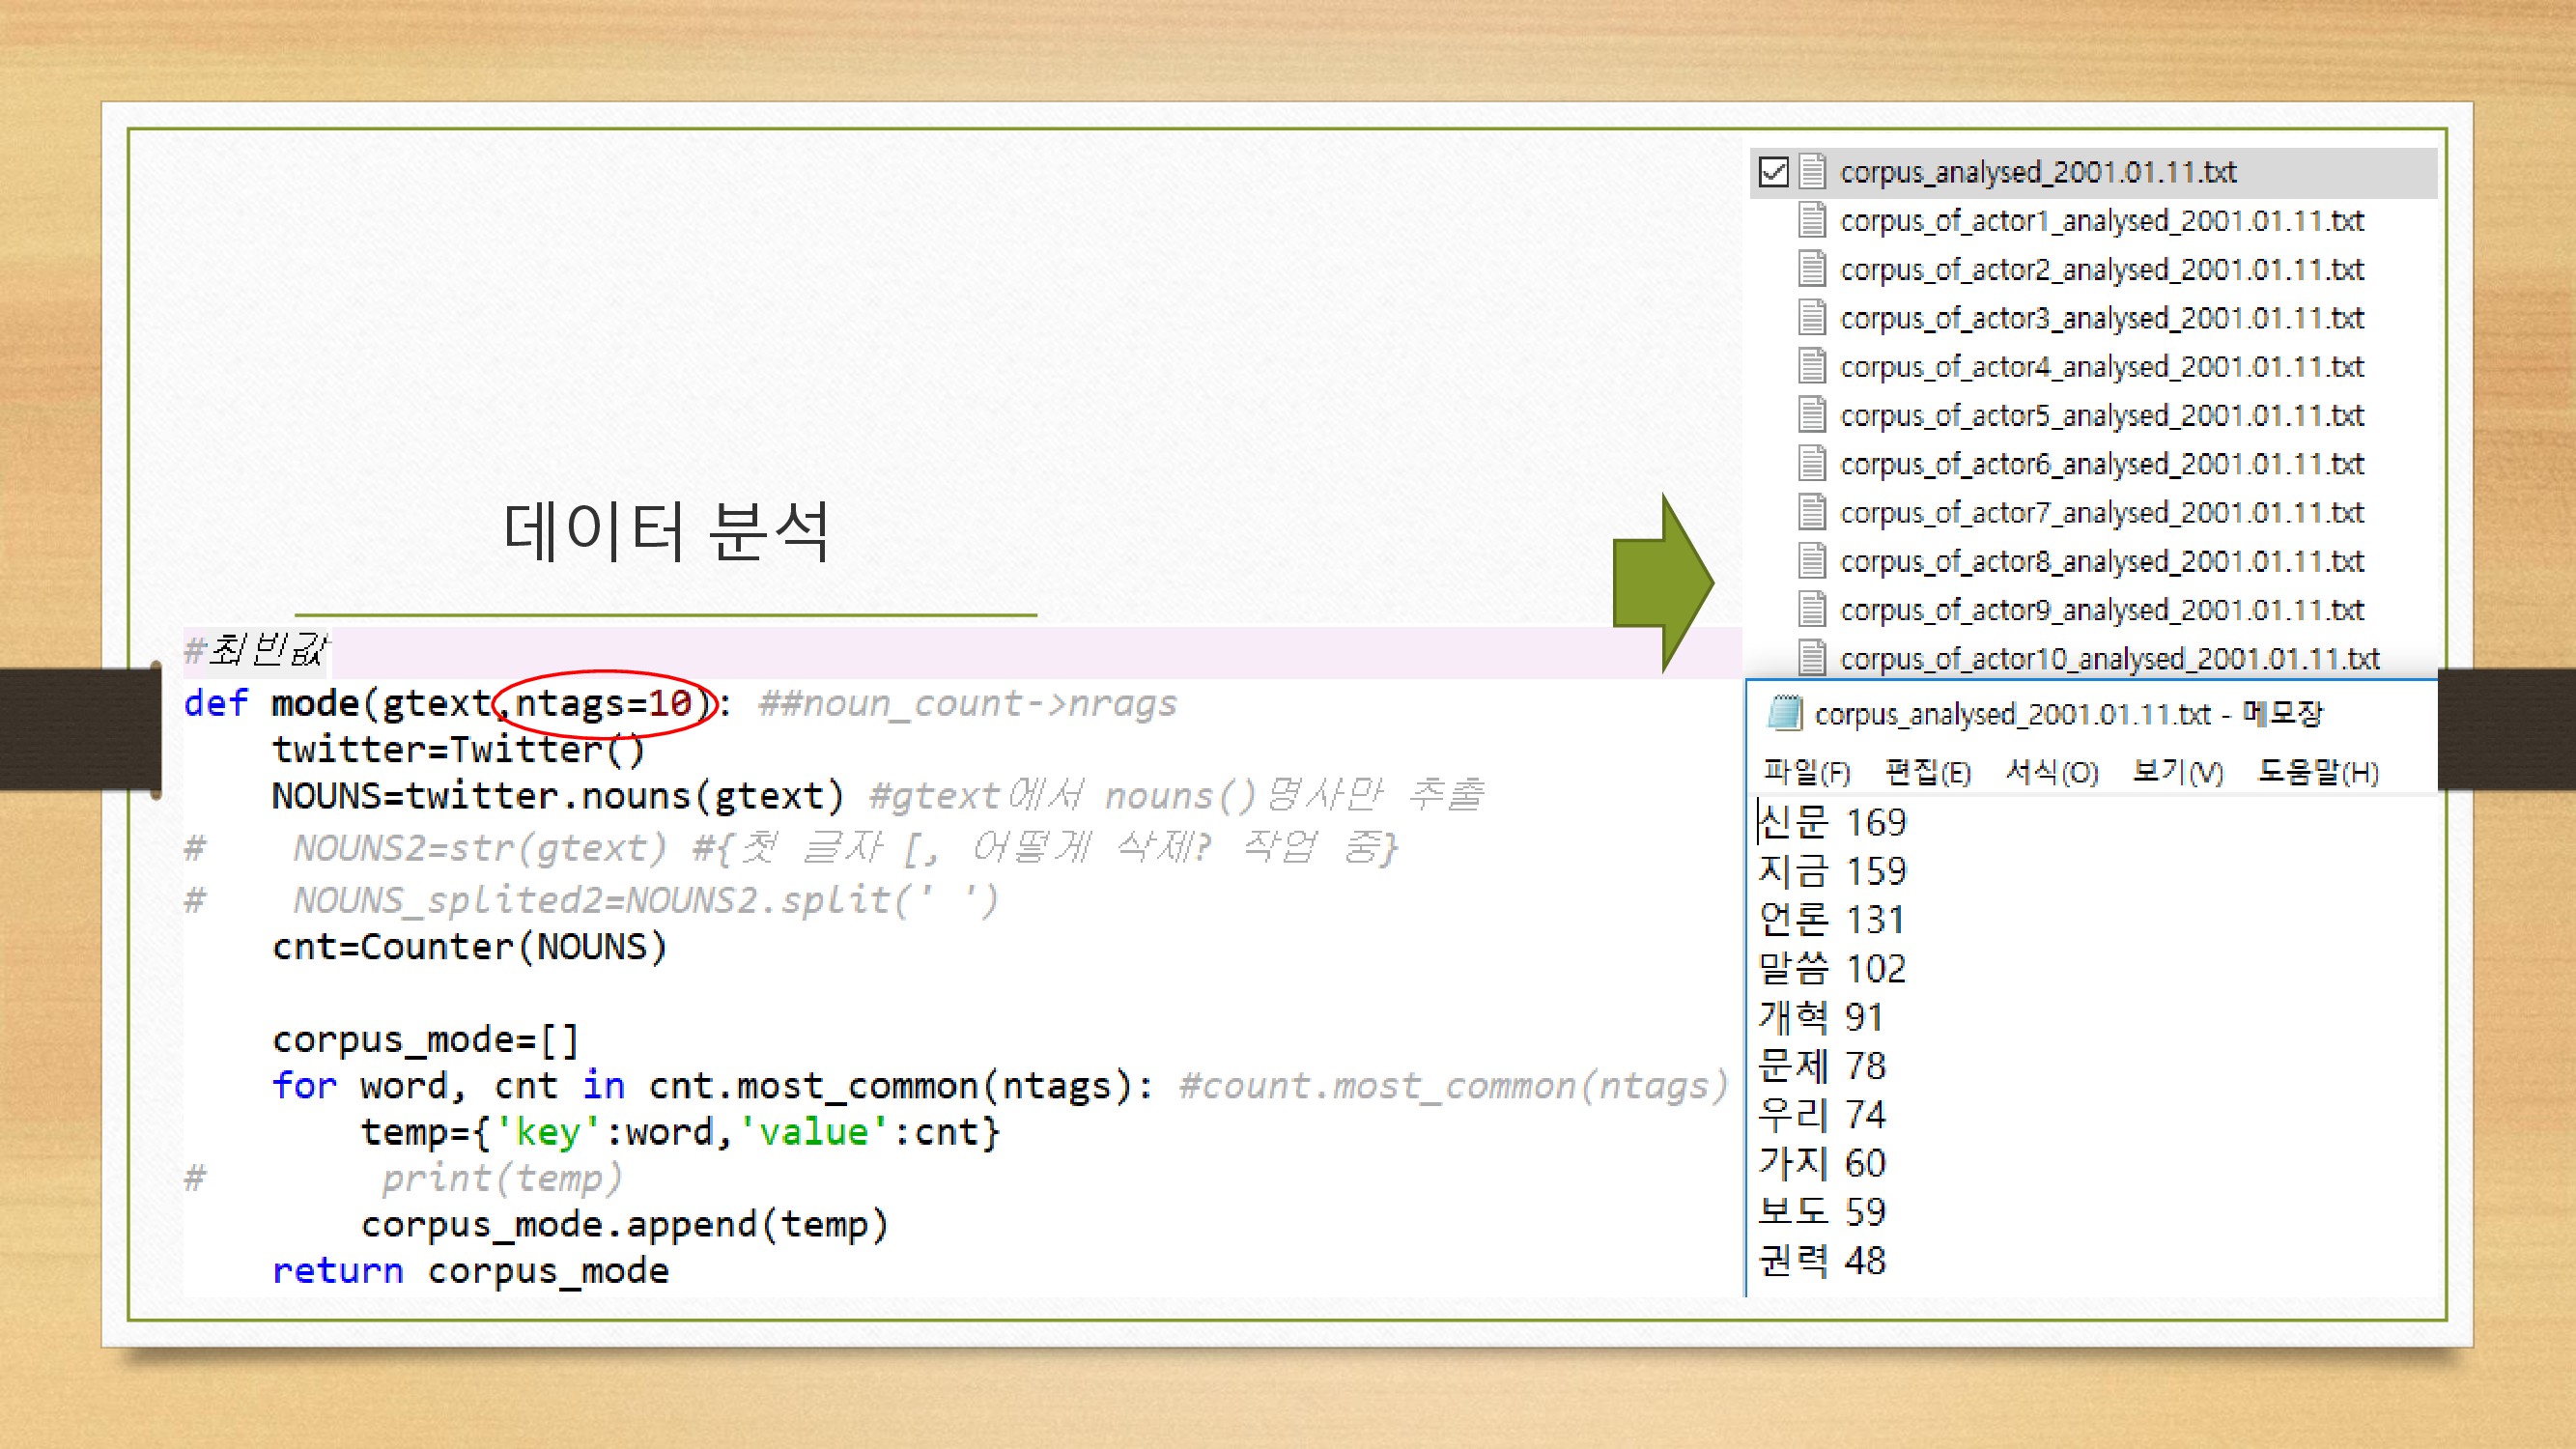 데이터 분석
#최빈값
def mode(gtext,ntags=10): ##noun_count->nrags
    twitter=Twitter()
    NOUNS=twitter.nouns(gtext) #gtext에서 nouns()명사만 추출
#    NOUNS2=str(gtext) #{첫 글자 [, 어떻게 삭제? 작업 중}
#    NOUNS_splited2=NOUNS2.split(' ')
    cnt=Counter(NOUNS)
    corpus_mode=[]
    for word, cnt in cnt.most_common(ntags): #count.most_common(ntags)
        temp={'key':word,'value':cnt}
#        print(temp)
        corpus_mode.append(temp)
    return corpus_mode
corpus_analysed_2001.01.11.txt
corpus_of_actor1_analysed_2001.01.11.txt
corpus_of_actor2_analysed_2001.01.11.txt
corpus_of_actor3_analysed_2001.01.11.txt
corpus_of_actor4_analysed_2001.01.11.txt
corpus_of_actor5_analysed_2001.01.11.txt
corpus_of_actor6_analysed_2001.01.11.txt
corpus_of_actor7_analysed_2001.01.11.txt
corpus_of_actor8_analysed_2001.01.11.txt
corpus_of_actor9_analysed_2001.01.11.txt
corpus_of_actor10_analysed_2001.01.11.txt
corpus_analysed_2001.01.11.txt - 메모장
파일(F) 편집(E) 서식(O) 보기(V) 도움말(H)
신문 169
지금 159
언론 131
말씀 102
개혁 91
문제 78
우리 74
가지 60
보도 59
권력 48